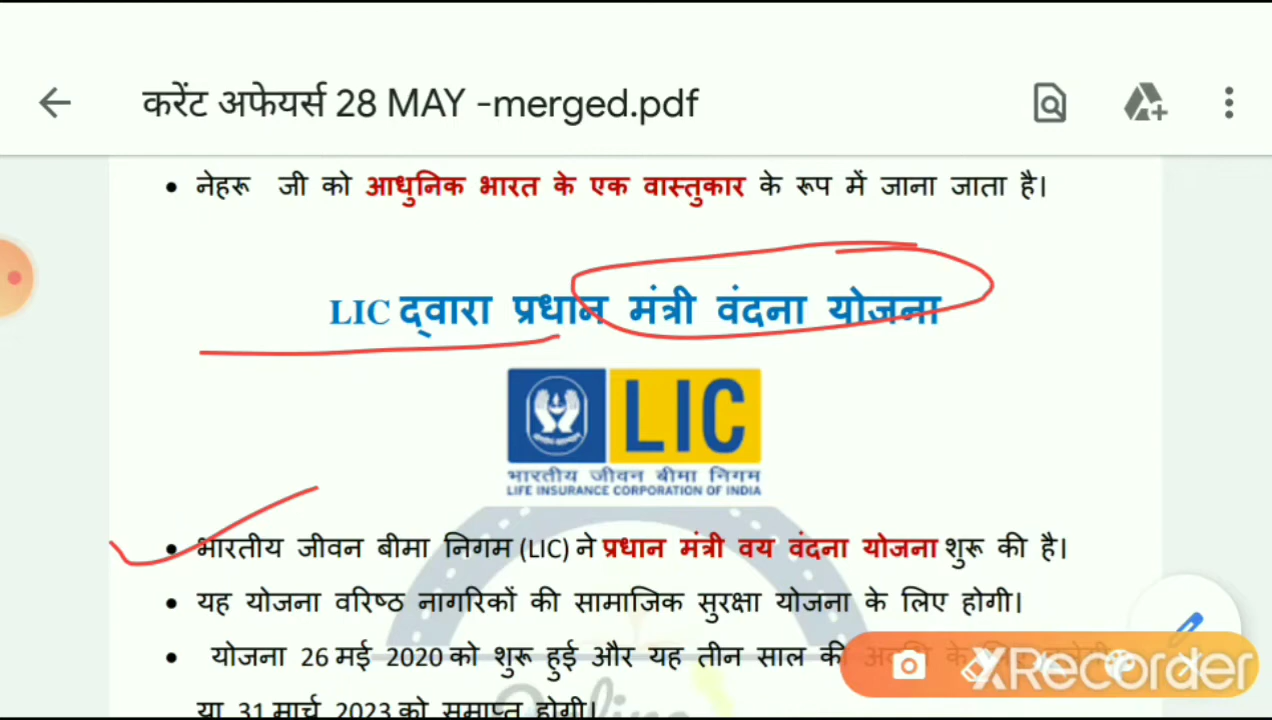 करेंट अफेयर्स 28 MAY -merged.pdf
• नेहरू जी को आधुनिक भारत के एक वास्तुकार के रूप में जाना जाता है।
LIC द्वारा प्रधान मंत्री वंदना योजना
LIC
भारतीय जीवन बीमा निगम
LIFE INSURANCE CORPORATION OF INDIA
• भारतीय जीवन बीमा निगम (LIC) ने प्रधान मंत्री वय वंदना योजना शुरू की है।
• यह योजना वरिष्ठ नागरिकों की सामाजिक सुरक्षा योजना के लिए होगी।
• योजना 26 मई 2020 को शुरू हुई और यह तीन साल की
XRecorder
या 31 मार्च 2023 को समाप्त होगी।